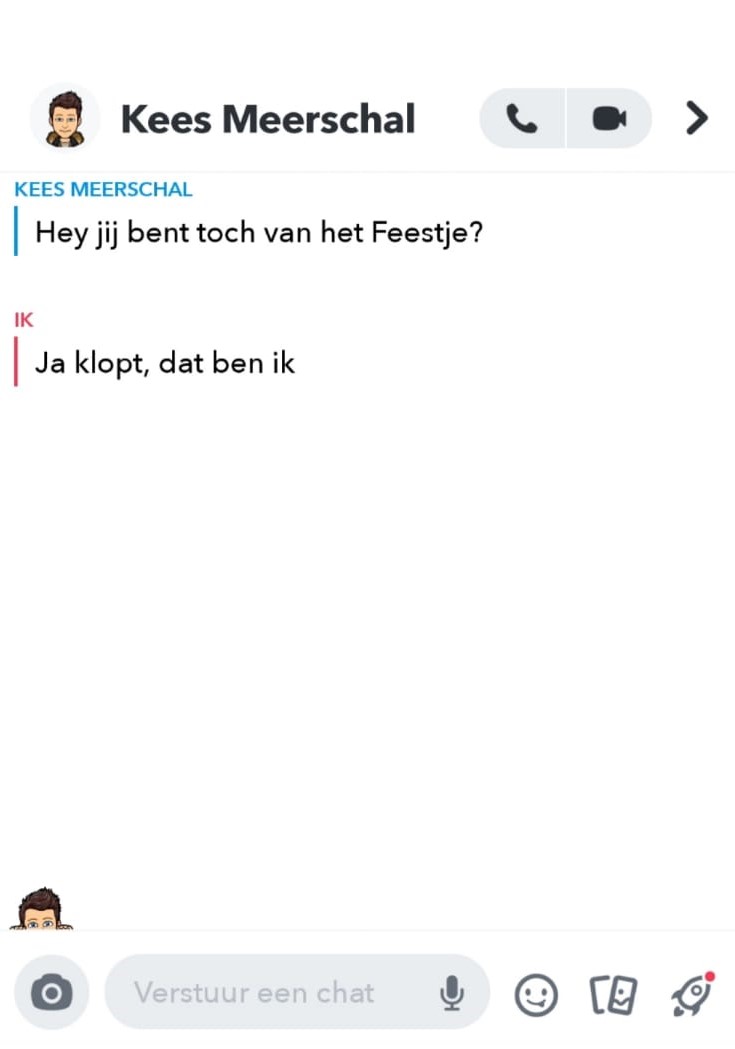 Kees Meerschal
KEES MEERSCHAL
Hey jij bent toch van het Feestje?
IK
Ja klopt, dat ben ik
Verstuur een chat